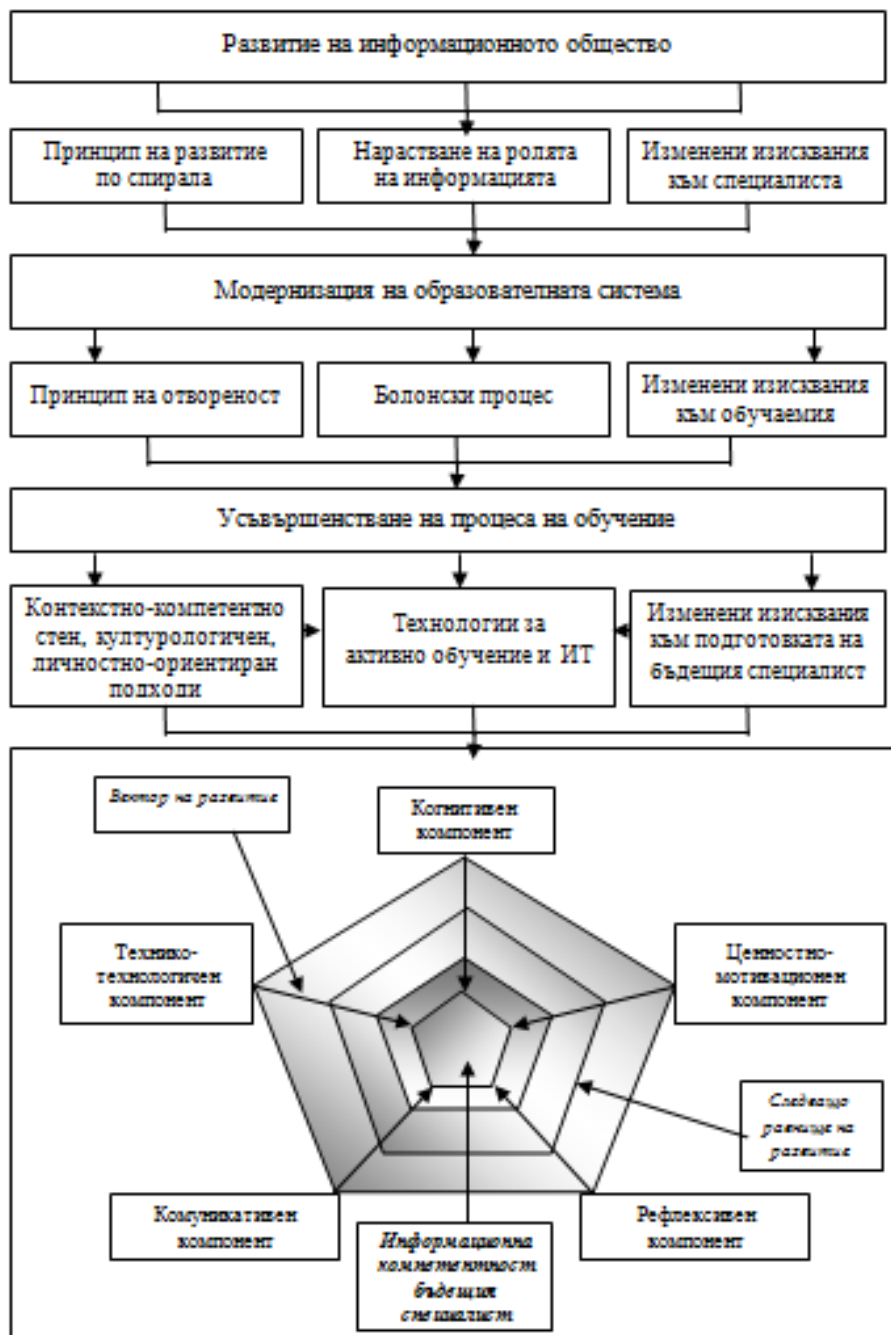 Развитие на информационното общество
Принцип на развитие
по спирала
Нарастване на ролята
на информацията
Изменени изисквания
към специалиста
Модернизация на образователната система
Принцип на отвореност
Болонски процес
Изменени изисквания
към обучаемия
Усъвършенстване на процеса на обучение
Контекстно-компетентно
стен, културологичен,
личностно-ориентиран
подходи
Технологии за
активно обучение и ИТ
Изменени изисквания
към подготовката на
бъдещия специалист
Вектор на развитие
Когнитивен
компонент
Технико-
технологичен
компонент
Ценностно-
мотивационен
компонент
Следващо
равнище на
развитие
Комуникативен
компонент
Информационна
компетентност
бъдещия
специалист
Рефлексивен
компонент